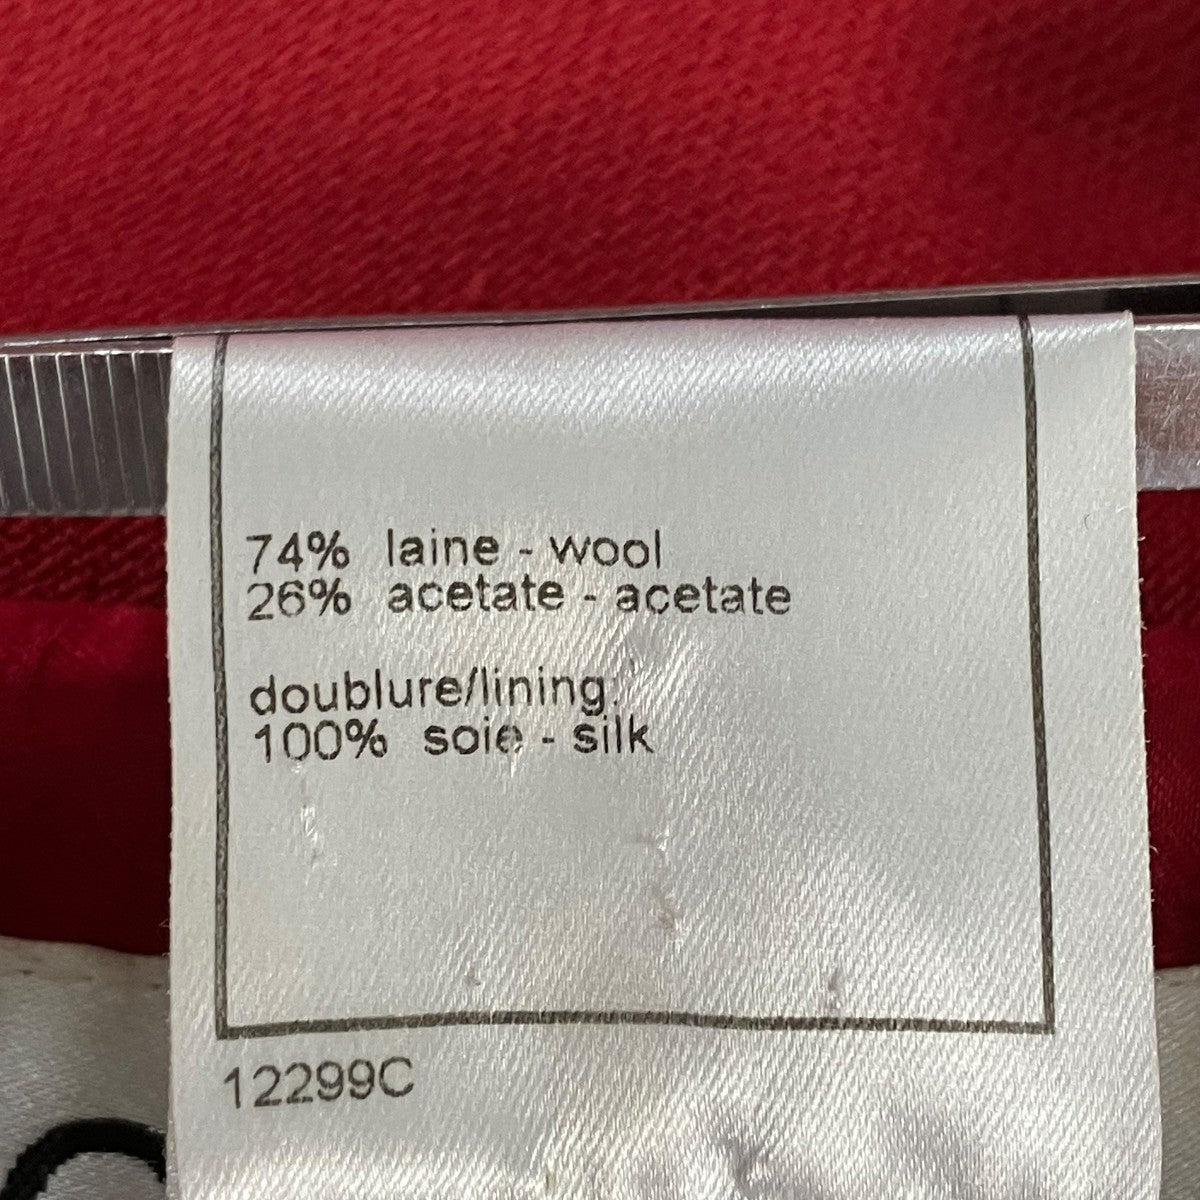 74% laine - wool
26% acetate - acetate
doublure/lining:
100% soie - silk
12299C